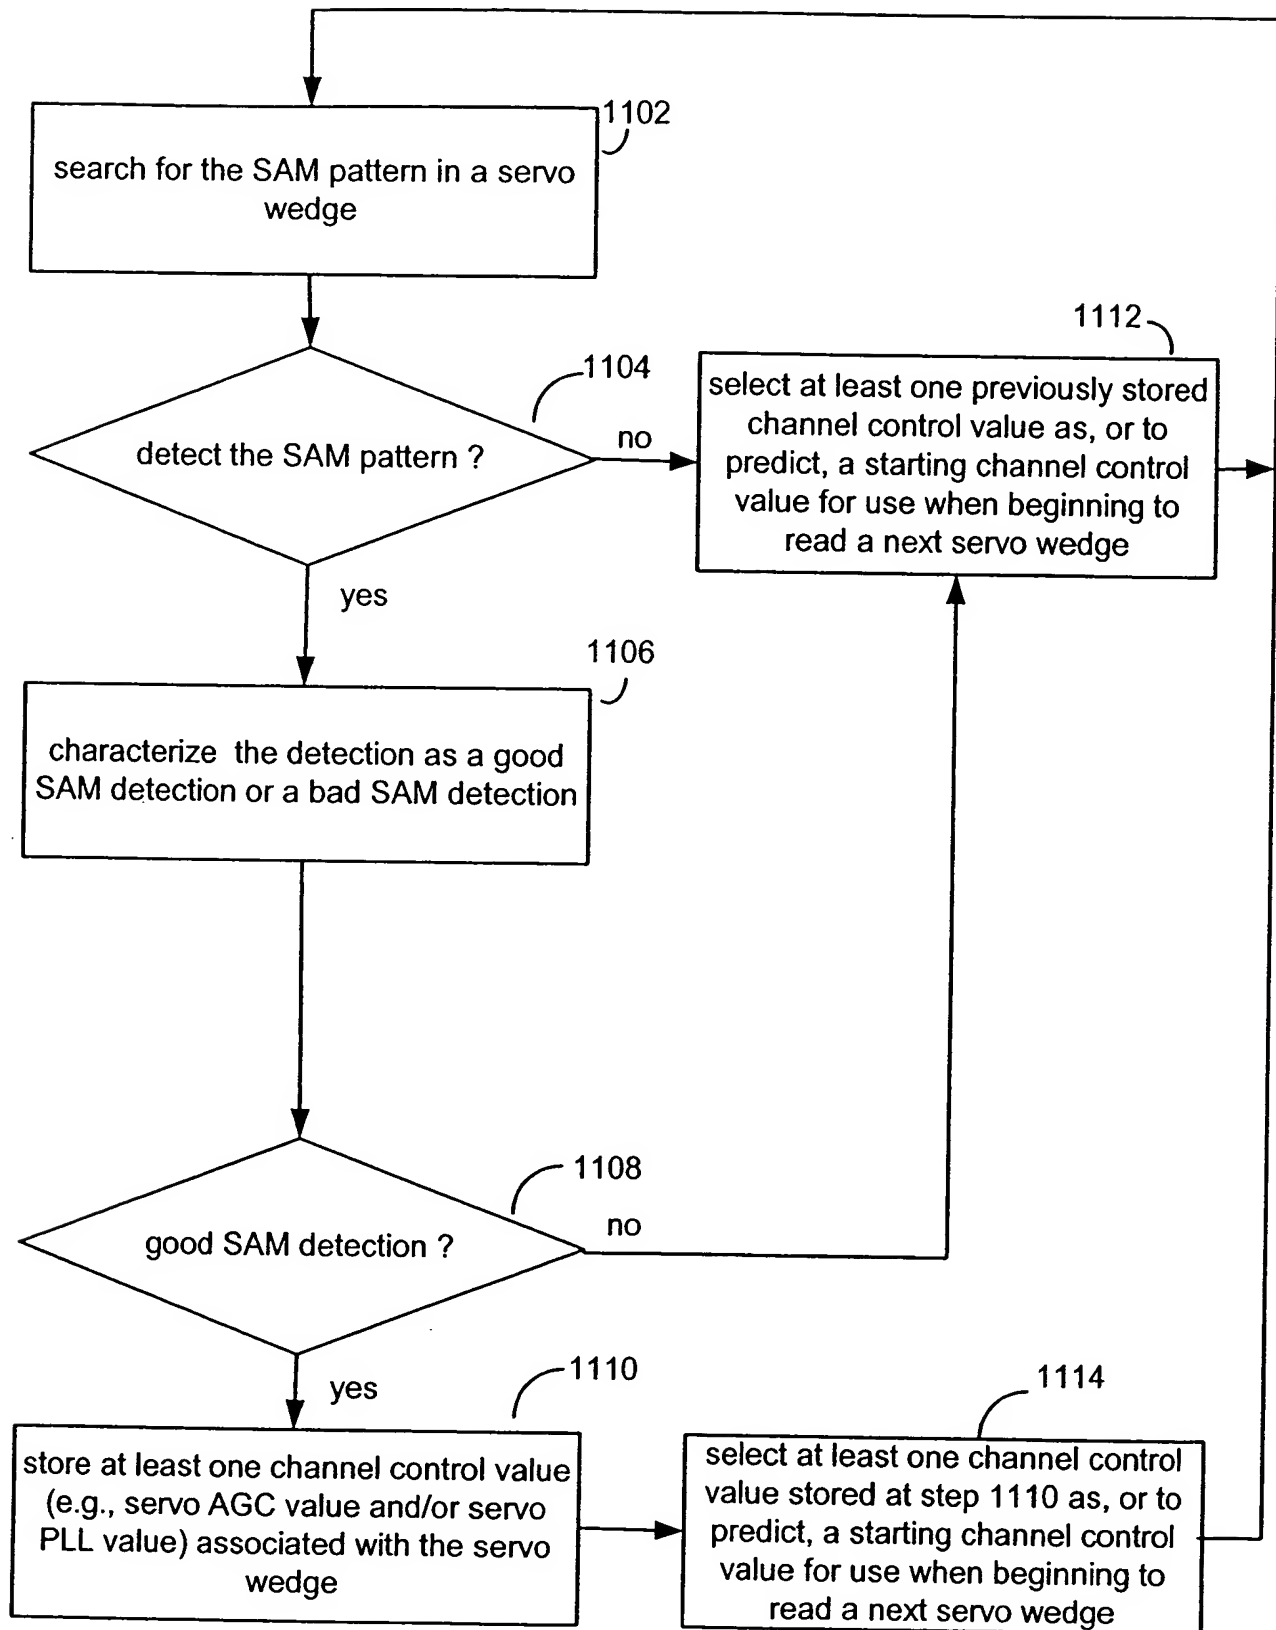 1102
search for the SAM pattern in a servo
wedge
1104
detect the SAM pattern ?
no
yes
1112
select at least one previously stored
channel control value as, or to
predict, a starting channel control
value for use when beginning to
read a next servo wedge
1106
characterize the detection as a good
SAM detection or a bad SAM detection
1108
good SAM detection ?
no
yes
1110
store at least one channel control value
(e.g., servo AGC value and/or servo
PLL value) associated with the servo
wedge
1114
select at least one channel control
value stored at step 1110 as, or to
predict, a starting channel control
value for use when beginning to
read a next servo wedge